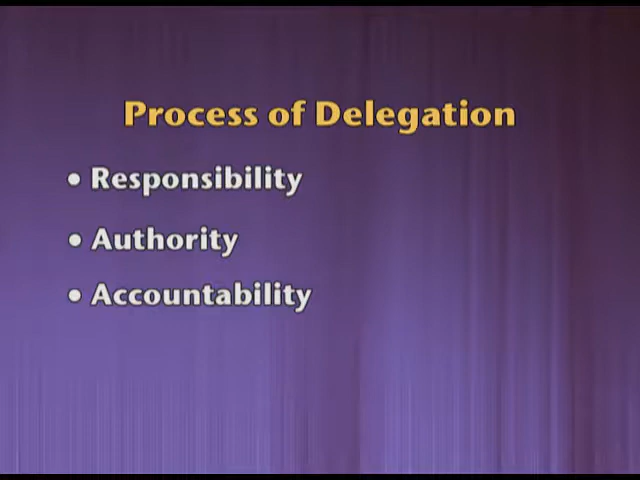 Process of Delegation
• Responsibility
• Authority
• Accountability